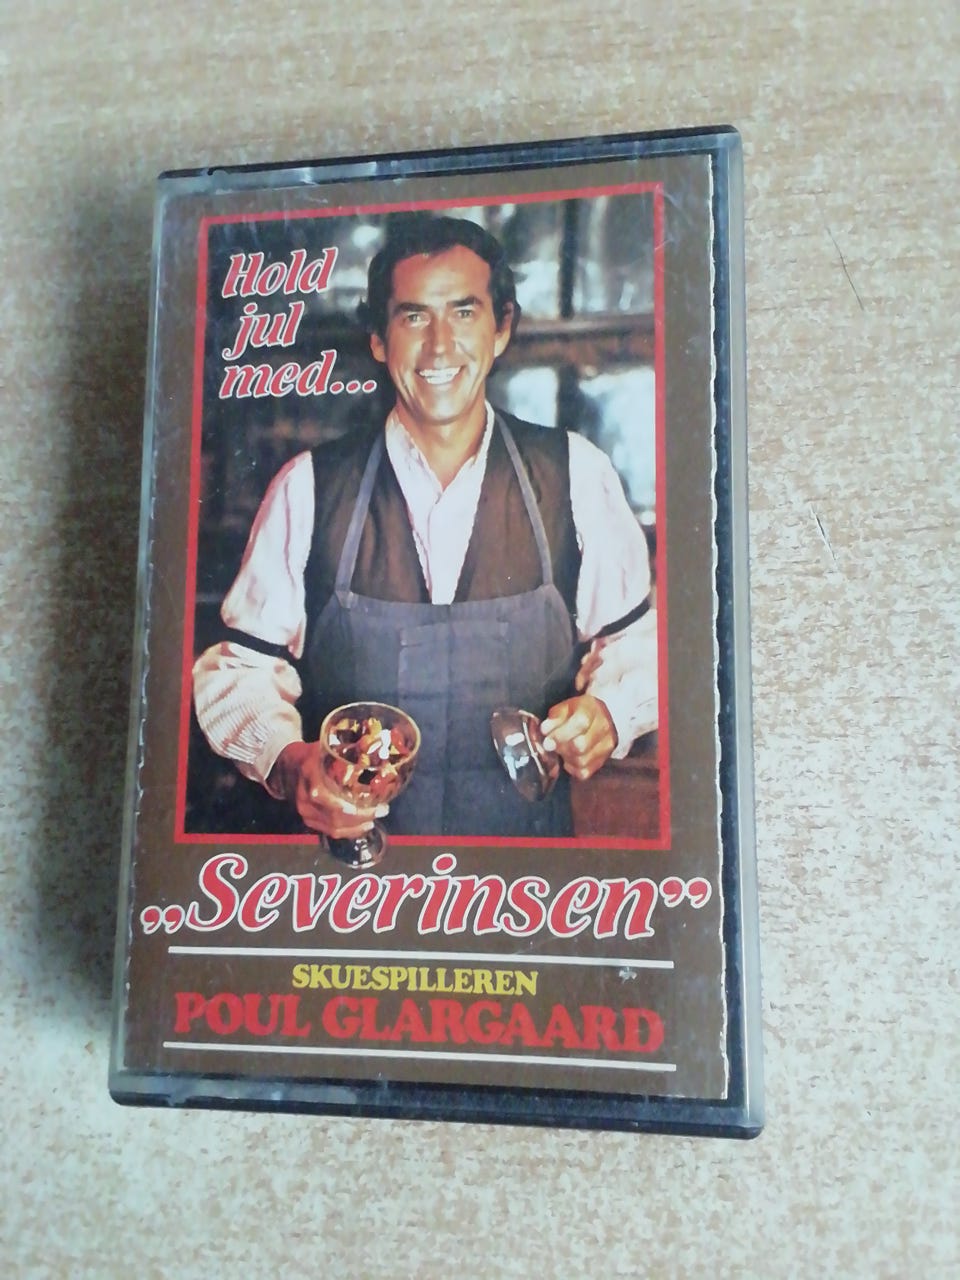 Hold
jul
med...
„Severinsen”
SKUESPILLEREN
POUL GLARGAARD